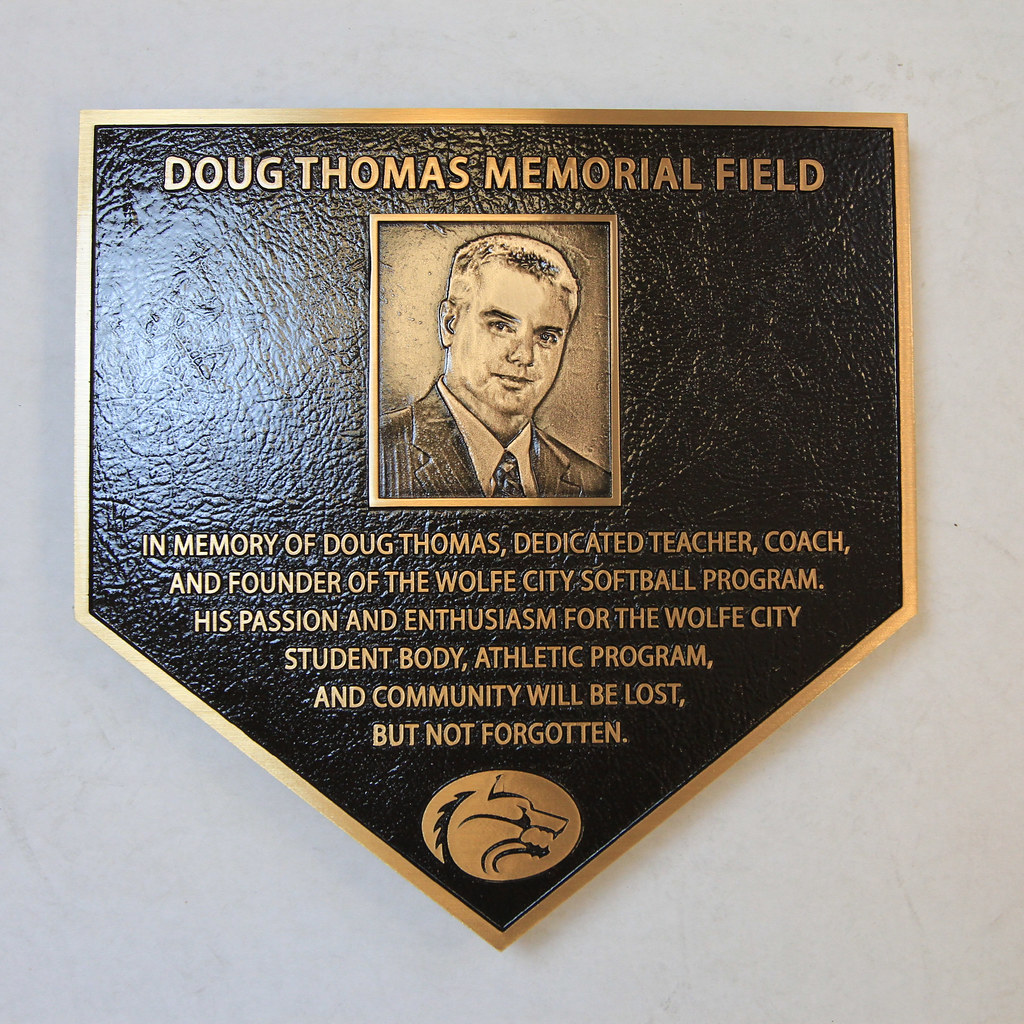 DOUG THOMAS MEMORIAL FIELD
IN MEMORY OF DOUG THOMAS, DEDICATED TEACHER, COACH,
AND FOUNDER OF THE WOLFE CITY SOFTBALL PROGRAM.
HIS PASSION AND ENTHUSIASM FOR THE WOLFE CITY
STUDENT BODY, ATHLETIC PROGRAM,
AND COMMUNITY WILL BE LOST,
BUT NOT FORGOTTEN.